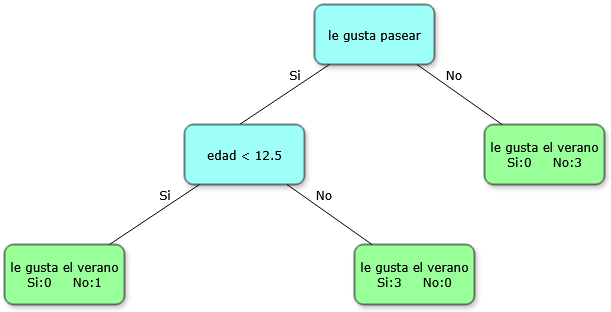 le gusta pasear
Si
No
edad < 12.5
le gusta el verano
Si:0 No:3
Si
No
le gusta el verano
Si:0 No:1
le gusta el verano
Si:3 No:0